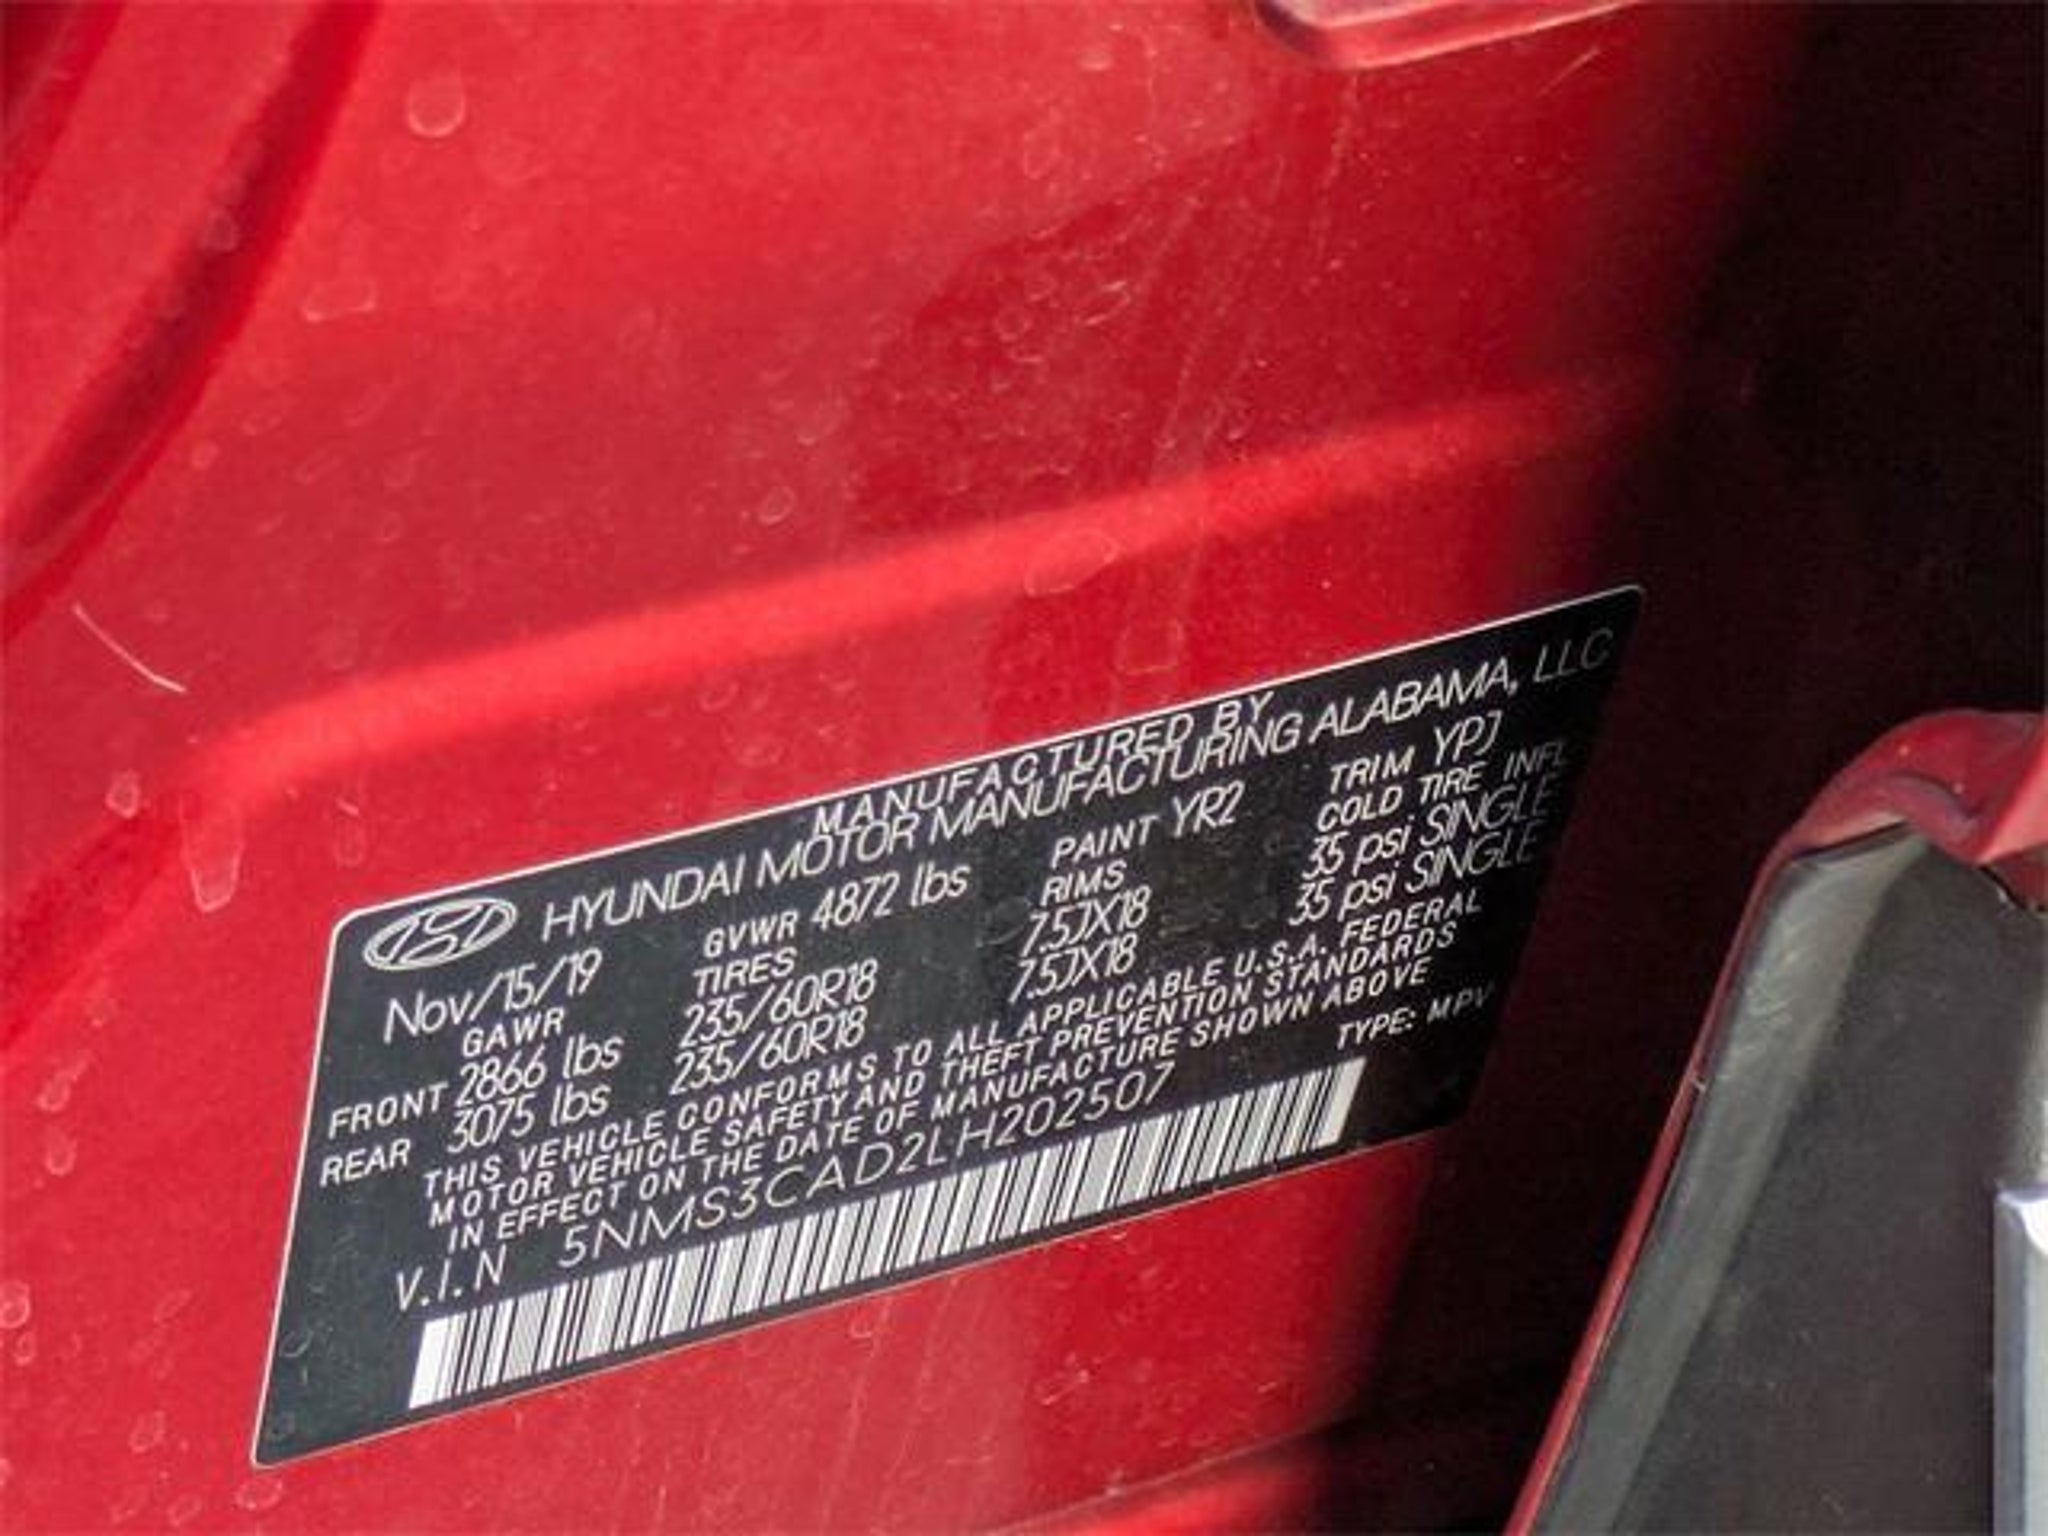 MANUFACTURED BY
HYUNDAI MOTOR MANUFACTURING ALABAMA, LLC
Nov/15/19 GVWR 4872 lbs PAINT YR2 TRIM YPJ
GAWR TIRES RIMS COLD TIRE INFL
FRONT 2866 lbs 235/60R18 7.5JX18 35 psi SINGLE
REAR 3075 lbs 235/60R18 7.5JX18 35 psi SINGLE
THIS VEHICLE CONFORMS TO ALL APPLICABLE U.S.A. FEDERAL
MOTOR VEHICLE SAFETY AND THEFT PREVENTION STANDARDS
IN EFFECT ON THE DATE OF MANUFACTURE SHOWN ABOVE
V.I.N 5NMS3CAD2LH202507 TYPE: MPV